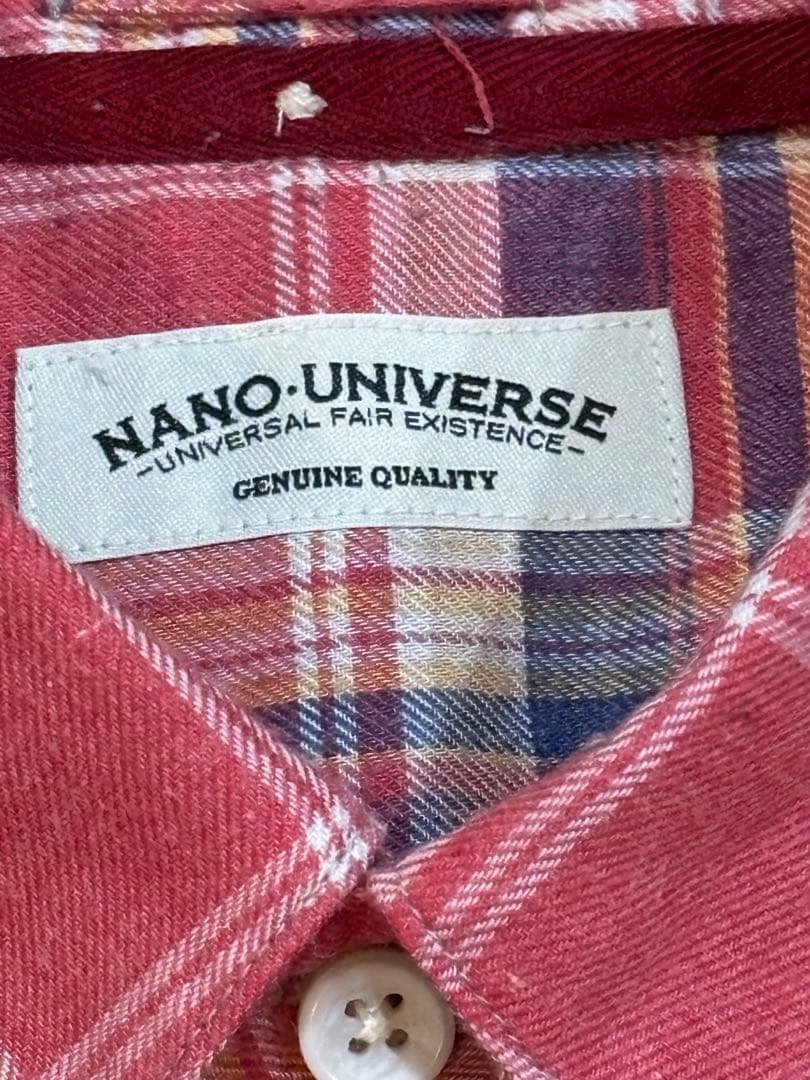 NANO·UNIVERSE
-UNIVERSAL FAIR EXISTENCE-
GENUINE QUALITY